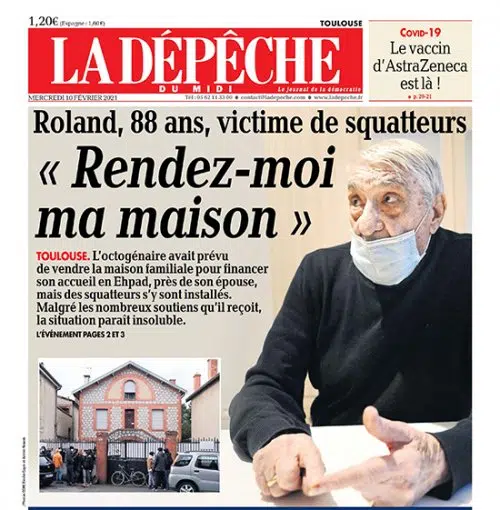 1,20€ (Espagne : 1,60€)
TOULOUSE
LA DÉPÊCHE
DU MIDI
Le journal de la démocratie
MERCREDI 10 FÉVRIER 2021
contact@ladepeche.com
www.ladepeche.fr
COVID-19
Le vaccin
d’AstraZeneca
est là !
p. 20-21
Roland, 88 ans, victime de squatteurs
« Rendez-moi
ma maison »
TOULOUSE. L’octogénaire avait prévu
de vendre la maison familiale pour financer
son accueil en Ehpad, près de son épouse,
mais des squatteurs s’y sont installés.
Malgré les nombreux soutiens qu’il reçoit,
la situation paraît insoluble.
L’ÉVÉNEMENT PAGES 2 ET 3